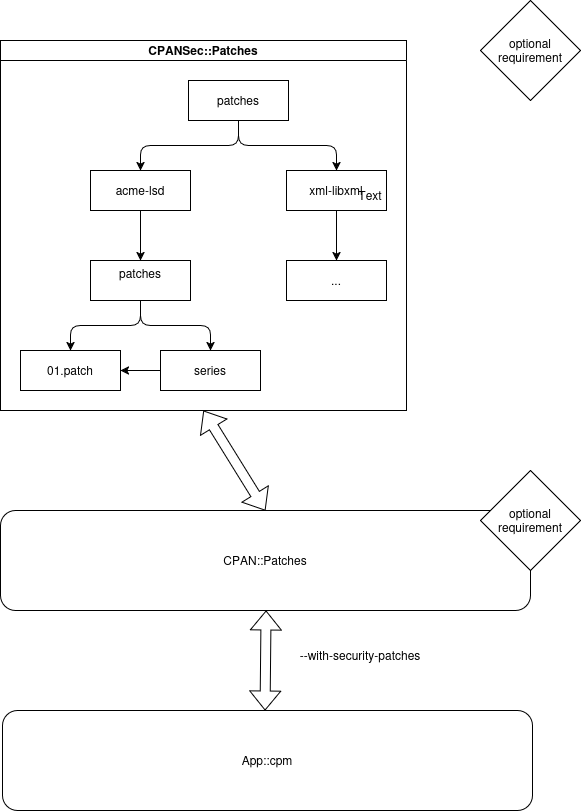 optional
requirement
CPANSec::Patches
patches
acme-lsd
xml-libxml
Text
patches
...
01.patch
series
optional
requirement
CPAN::Patches
--with-security-patches
App::cpm